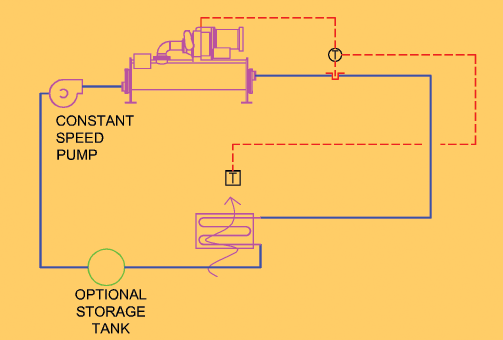 T
CONSTANT
SPEED
PUMP
T
OPTIONAL
STORAGE
TANK